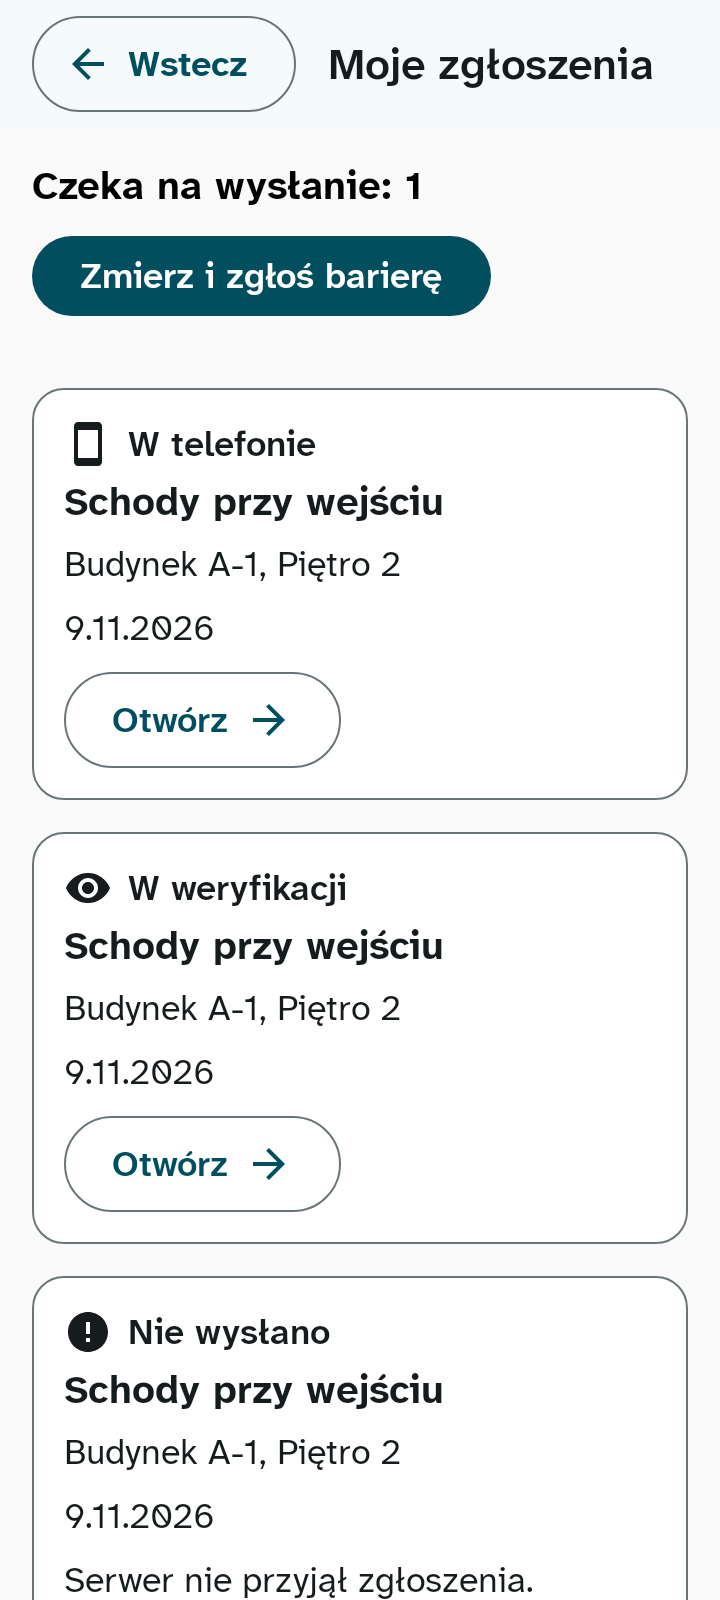 Wstecz
Moje zgłoszenia
Czeka na wysłanie: 1
Zmierz i zgłoś barierę
W telefonie
Schody przy wejściu
Budynek A-1, Piętro 2
9.11.2026
Otwórz
W weryfikacji
Schody przy wejściu
Budynek A-1, Piętro 2
9.11.2026
Otwórz
Nie wysłano
Schody przy wejściu
Budynek A-1, Piętro 2
9.11.2026
Serwer nie przyjął zgłoszenia.